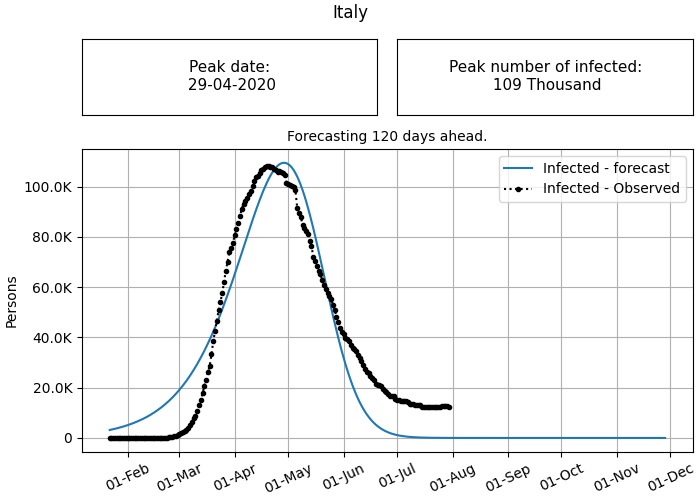 Italy
Peak date:
29-04-2020
Peak number of infected:
109 Thousand
Forecasting 120 days ahead.
Infected - forecast
Infected - Observed
Persons
100.0K
80.0K
60.0K
40.0K
20.0K
0
01-Feb
01-Mar
01-Apr
01-May
01-Jun
01-Jul
01-Aug
01-Sep
01-Oct
01-Nov
01-Dec